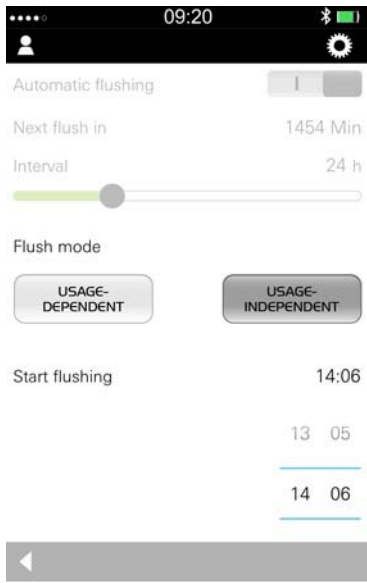 09:20
Automatic flushing
Next flush in 1454 Min
Interval 24 h
Flush mode
USAGE-
DEPENDENT
USAGE-
INDEPENDENT
Start flushing 14:06
13 05
14 06